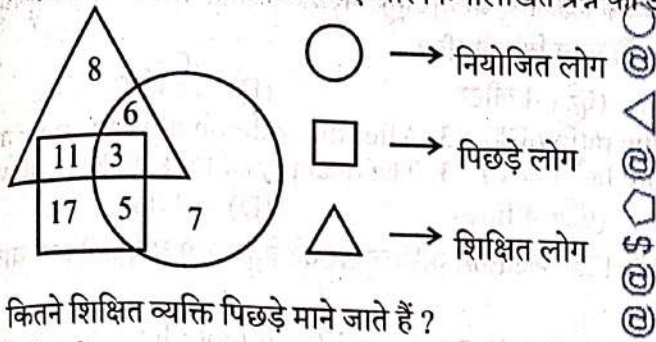 8
6
11 3
17 5 7
→ नियोजित लोग
→ पिछड़े लोग
→ शिक्षित लोग
कितने शिक्षित व्यक्ति पिछड़े माने जाते हैं ?
@
@
$
@
@